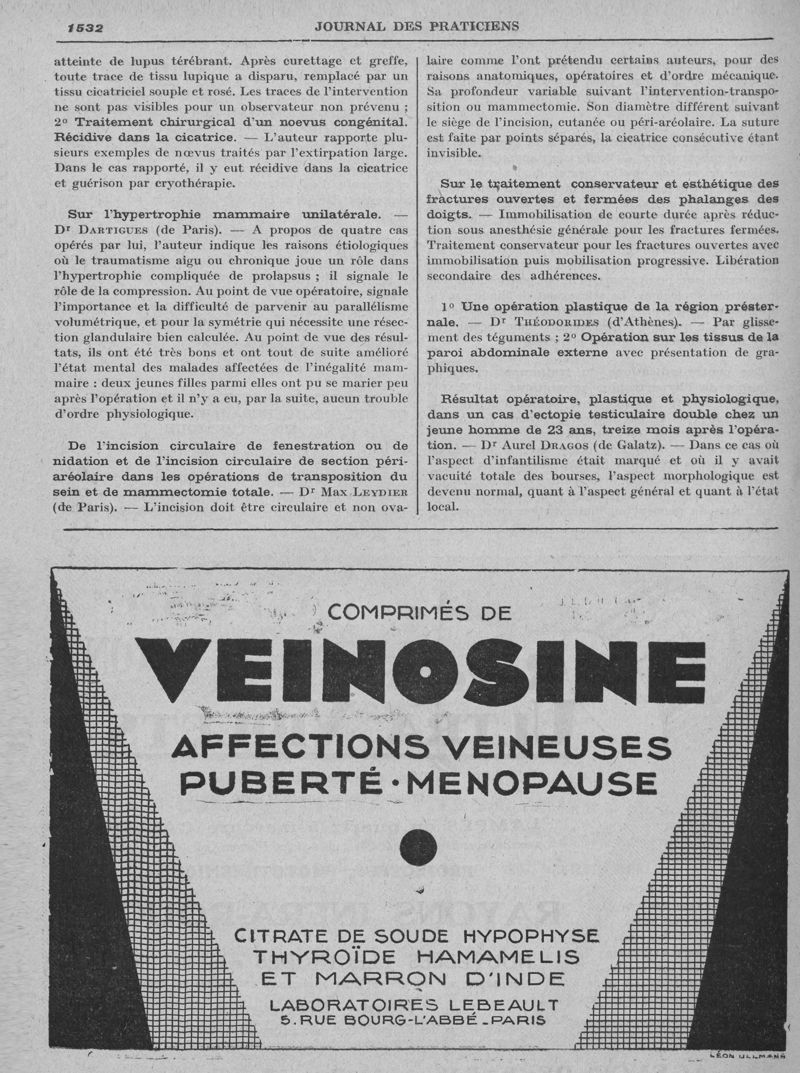 1532
JOURNAL DES PRATICIENS
atteinte de lupus térébrant. Après curettage et greffe,
toute trace de tissu lupique a disparu, remplacé par un
tissu cicatriciel souple et rosé. Les traces de l'intervention
ne sont pas visibles pour un observateur non prévenu ;
2º Traitement chirurgical d'un noevus congénital.
Récidive dans la cicatrice. — L'auteur rapporte plu-
sieurs exemples de nœvus traités par l'extirpation large.
Dans le cas rapporté, il y eut récidive dans la cicatrice
et guérison par cryothérapie.
Sur l'hypertrophie mammaire unilatérale. —
Dr DARTIGUES (de Paris). — A propos de quatre cas
opérés par lui, l'auteur indique les raisons étiologiques
où le traumatisme aigu ou chronique joue un rôle dans
l'hypertrophie compliquée de prolapsus ; il signale le
rôle de la compression. Au point de vue opératoire, signale
l'importance et la difficulté de parvenir au parallélisme
volumétrique, et pour la symétrie qui nécessite une résec-
tion glandulaire bien calculée. Au point de vue des résul-
tats, ils ont été très bons et ont tout de suite amélioré
l'état mental des malades affectées de l'inégalité mam-
maire : deux jeunes filles parmi elles ont pu se marier peu
après l'opération et il n'y a eu, par la suite, aucun trouble
d'ordre physiologique.
De l'incision circulaire de fenestration ou de
nidation et de l'incision circulaire de section péri-
aréolaire dans les opérations de transposition du
sein et de mammectomie totale. — Dr MAX LEYDIER
(de Paris). — L'incision doit être circulaire et non ova-
laire comme l'ont prétendu certains auteurs, pour des
raisons anatomiques, opératoires et d'ordre mécanique.
Sa profondeur variable suivant l'intervention-transpo-
sition ou mammectomie. Son diamètre différent suivant
le siège de l'incision, cutanée ou péri-aréolaire. La suture
est faite par points séparés, la cicatrice consécutive étant
invisible.
Sur le traitement conservateur et esthétique des
fractures ouvertes et fermées des phalanges des
doigts. — Immobilisation de courte durée après réduc-
tion sous anesthésie générale pour les fractures fermées.
Traitement conservateur pour les fractures ouvertes avec
immobilisation puis mobilisation progressive. Libération
secondaire des adhérences.
1º Une opération plastique de la région préster-
nale. — Dr THÉODORIDES (d'Athènes). — Par glisse-
ment des téguments ; 2º Opération sur les tissus de la
paroi abdominale externe avec présentation de gra-
phiques.
Résultat opératoire, plastique et physiologique,
dans un cas d'ectopie testiculaire double chez un
jeune homme de 23 ans, treize mois après l'opéra-
tion. — Dr Aurel DRAGOS (de Galatz). — Dans ce cas où
l'aspect d'infantilisme était marqué et où il y avait
vacuité totale des bourses, l'aspect morphologique est
devenu normal, quant à l'aspect général et quant à l'état
local.
COMPRIMÉS DE
VEINOSINE
AFFECTIONS VEINEUSES
PUBERTÉ · MENOPAUSE
CITRATE DE SOUDE HYPOPHYSE
THYROÏDE HAMAMELIS
ET MARRON D'INDE
LABORATOIRES LEBEAULT
5. RUE BOURG-L'ABBÉ - PARIS
LÉON ULLMANN